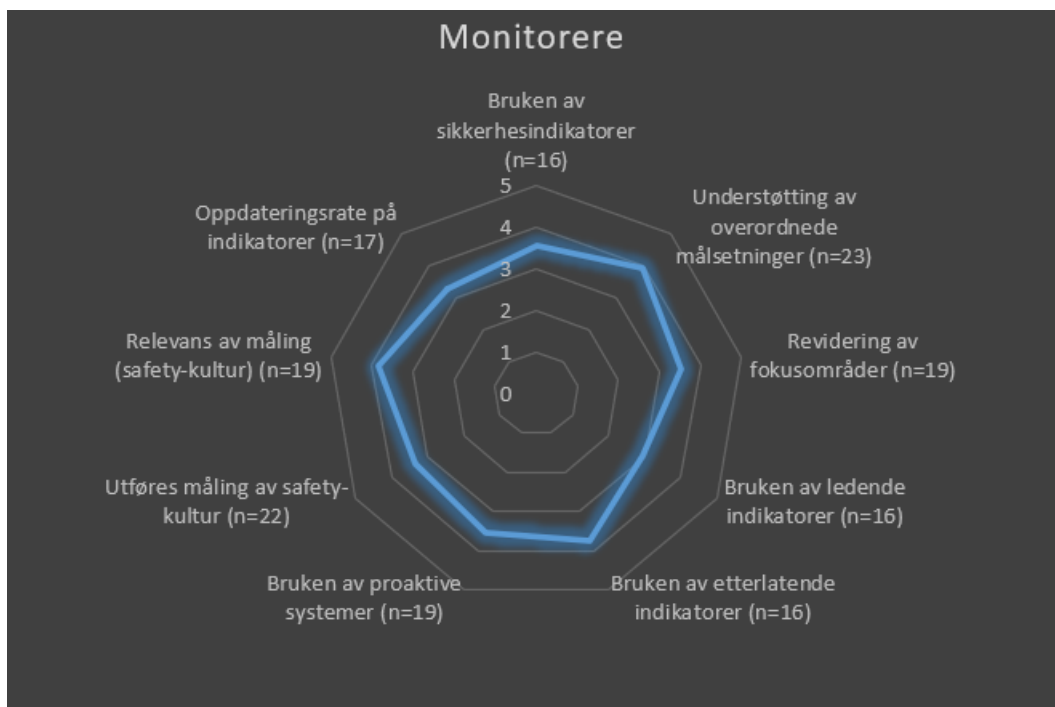 Monitorere
Bruken av
sikkerhesindikatorer
(n=16)
Understøtting av
overordnede
målsetninger (n=23)
Revidering av
fokusområder (n=19)
Bruken av ledende
indikatorer (n=16)
Bruken av etterlatende
indikatorer (n=16)
Bruken av proaktive
systemer (n=19)
Utføres måling av safety-
kultur (n=22)
Relevans av måling
(safety-kultur) (n=19)
Oppdateringsrate på
indikatorer (n=17)
5
4
3
2
1
0